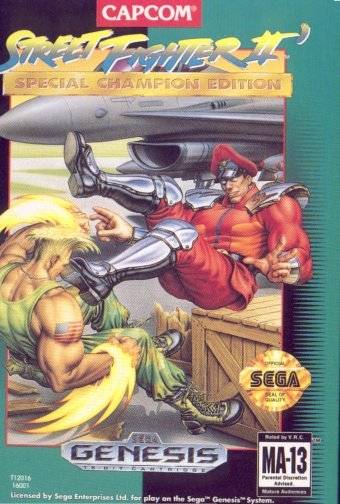 CAPCOM®
STREET FIGHTER II'™
SPECIAL CHAMPION EDITION
OFFICIAL
SEGA
SEAL OF
QUALITY
SEGA
GENESIS
16-BIT CARTRIDGE
T12016
16001
Rated by V.R.C.
MA-13
Parental Discretion
Advised.
Mature Audiences
Licensed by Sega Enterprises Ltd. for play on the Sega™ Genesis™ System.